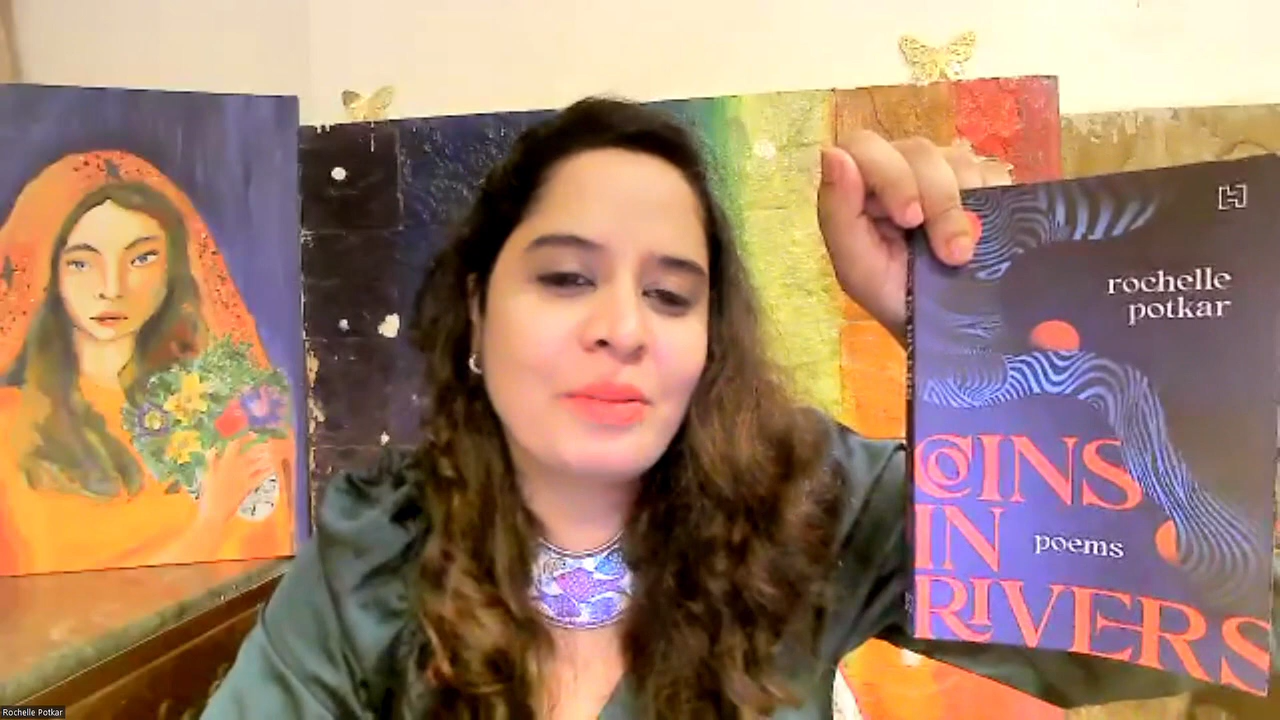 rochelle
potkar
COINS
IN
poems
RIVERS
Rochelle Potkar